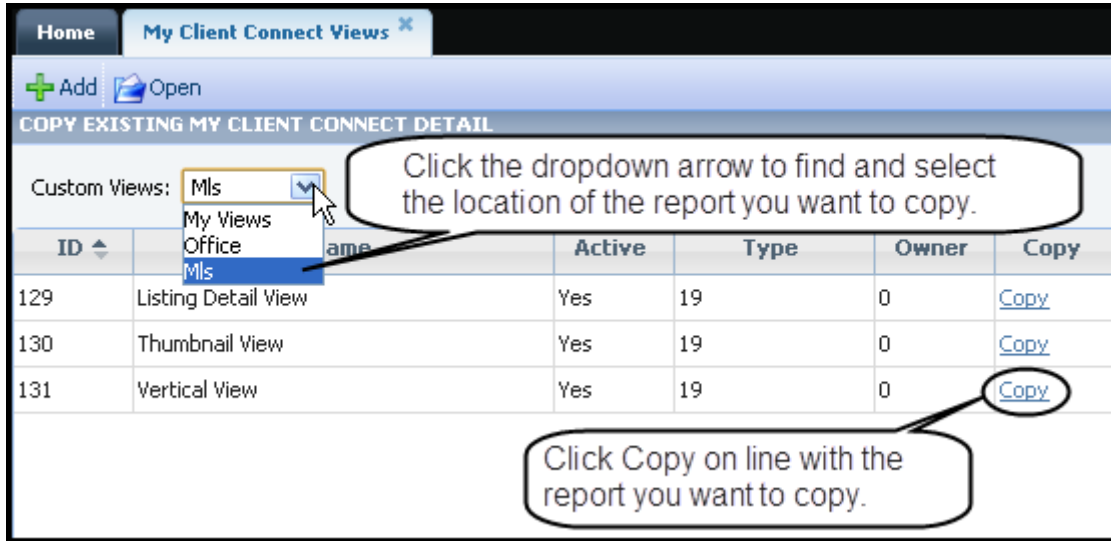 Home My Client Connect Views
Add Open
COPY EXISTING MY CLIENT CONNECT DETAIL
Click the dropdown arrow to find and select
the location of the report you want to copy.
Custom Views: Mls
My Views
Office
Mls
ID ame Active Type Owner Copy
129 Listing Detail View Yes 19 0 Copy
130 Thumbnail View Yes 19 0 Copy
131 Vertical View Yes 19 0 Copy
Click Copy on line with the
report you want to copy.